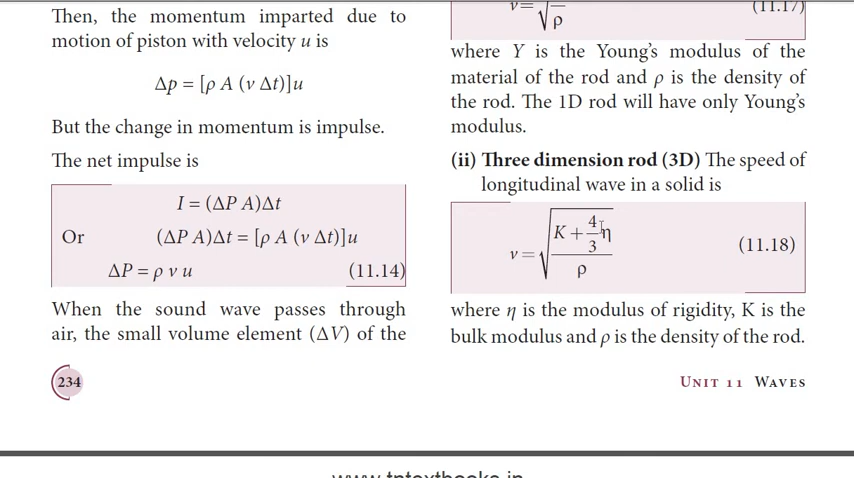 Then, the momentum imparted due to
motion of piston with velocity u is
Δp = [ρ A (v Δt)]u
But the change in momentum is impulse.
The net impulse is
I = (ΔP A)Δt
Or (ΔP A)Δt = [ρ A (v Δt)]u
ΔP = ρ v u (11.14)
When the sound wave passes through
air, the small volume element (ΔV) of the
v = √ / ρ (11.17)
where Y is the Young's modulus of the
material of the rod and ρ is the density of
the rod. The 1D rod will have only Young's
modulus.
(ii) Three dimension rod (3D) The speed of
longitudinal wave in a solid is
v = √((K + 4/3 η)/ρ) (11.18)
where η is the modulus of rigidity, K is the
bulk modulus and ρ is the density of the rod.
234
UNIT 11 WAVES
www.tntextbooks.in